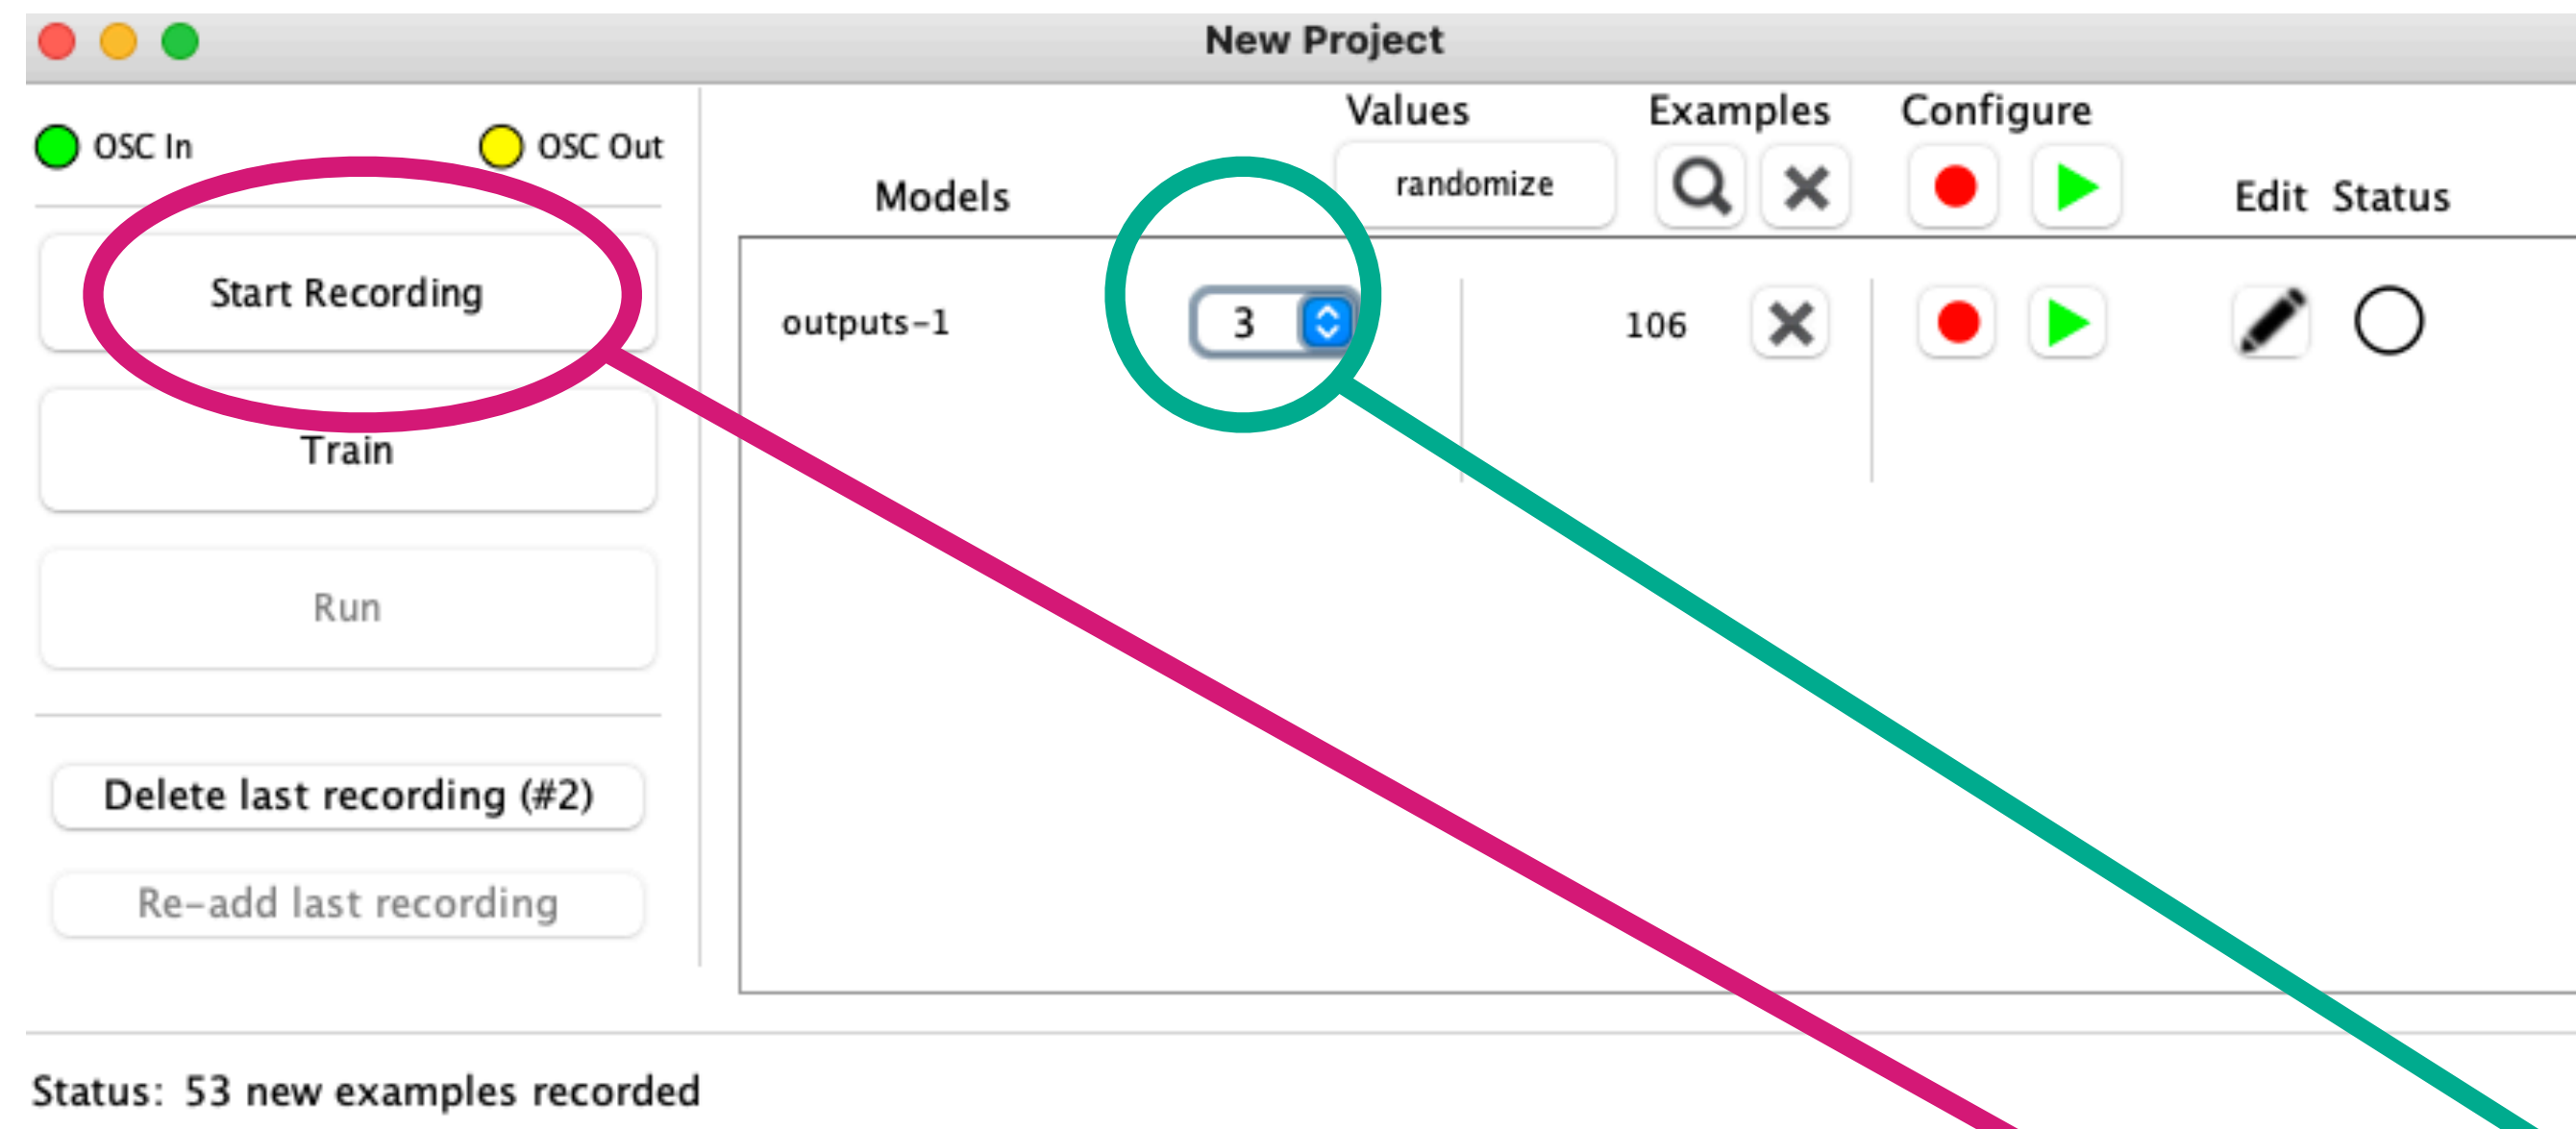 New Project
OSC In
OSC Out
Start Recording
Train
Run
Delete last recording (#2)
Re-add last recording
Values
Examples
Configure
Models
randomize
Edit
Status
outputs-1
3
106
Status: 53 new examples recorded